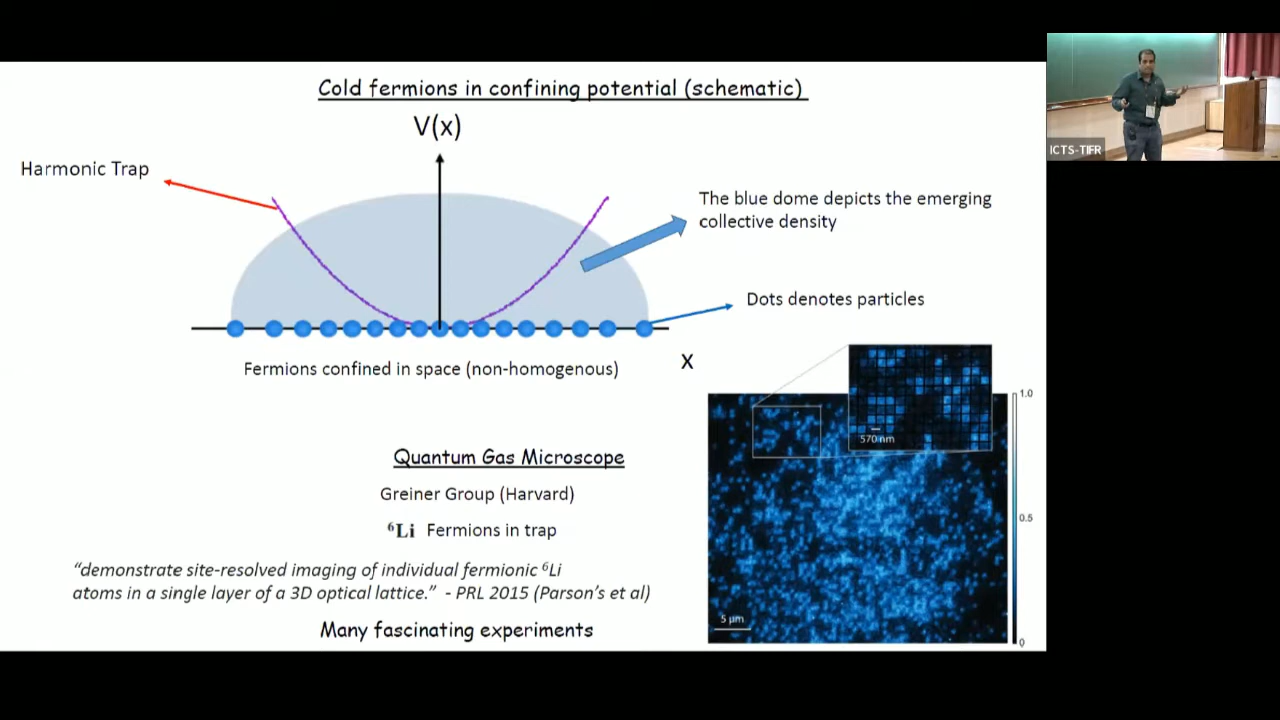 Cold fermions in confining potential (schematic)
V(x)
Harmonic Trap
The blue dome depicts the emerging
collective density
Dots denotes particles
x
Fermions confined in space (non-homogenous)
Quantum Gas Microscope
Greiner Group (Harvard)
⁶Li Fermions in trap
“demonstrate site-resolved imaging of individual fermionic ⁶Li
atoms in a single layer of a 3D optical lattice.” - PRL 2015 (Parson’s et al)
Many fascinating experiments
570 nm
5 μm
1.0
0.5
0
ICTS-TIFR